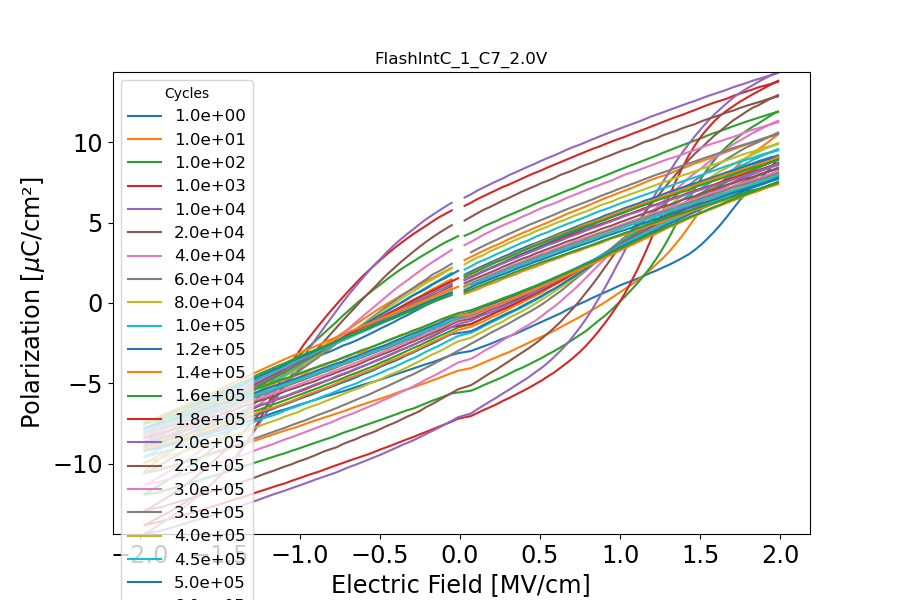 FlashIntC_1_C7_2.0V
Polarization [μC/cm²]
10
5
0
−5
−10
Cycles
1.0e+00
1.0e+01
1.0e+02
1.0e+03
1.0e+04
2.0e+04
4.0e+04
6.0e+04
8.0e+04
1.0e+05
1.2e+05
1.4e+05
1.6e+05
1.8e+05
2.0e+05
2.5e+05
3.0e+05
3.5e+05
4.0e+05
4.5e+05
5.0e+05
−2.0 −1.5 −1.0 −0.5 0.0 0.5 1.0 1.5 2.0
Electric Field [MV/cm]